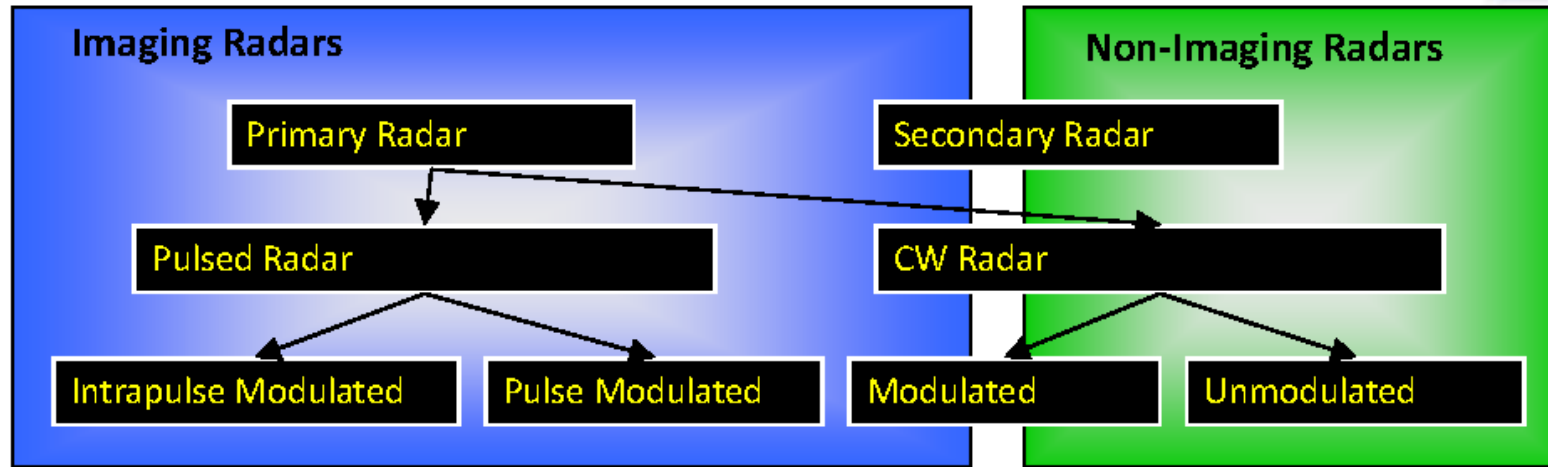 Imaging Radars
Non-Imaging Radars
Primary Radar
Secondary Radar
Pulsed Radar
CW Radar
Intrapulse Modulated
Pulse Modulated
Modulated
Unmodulated